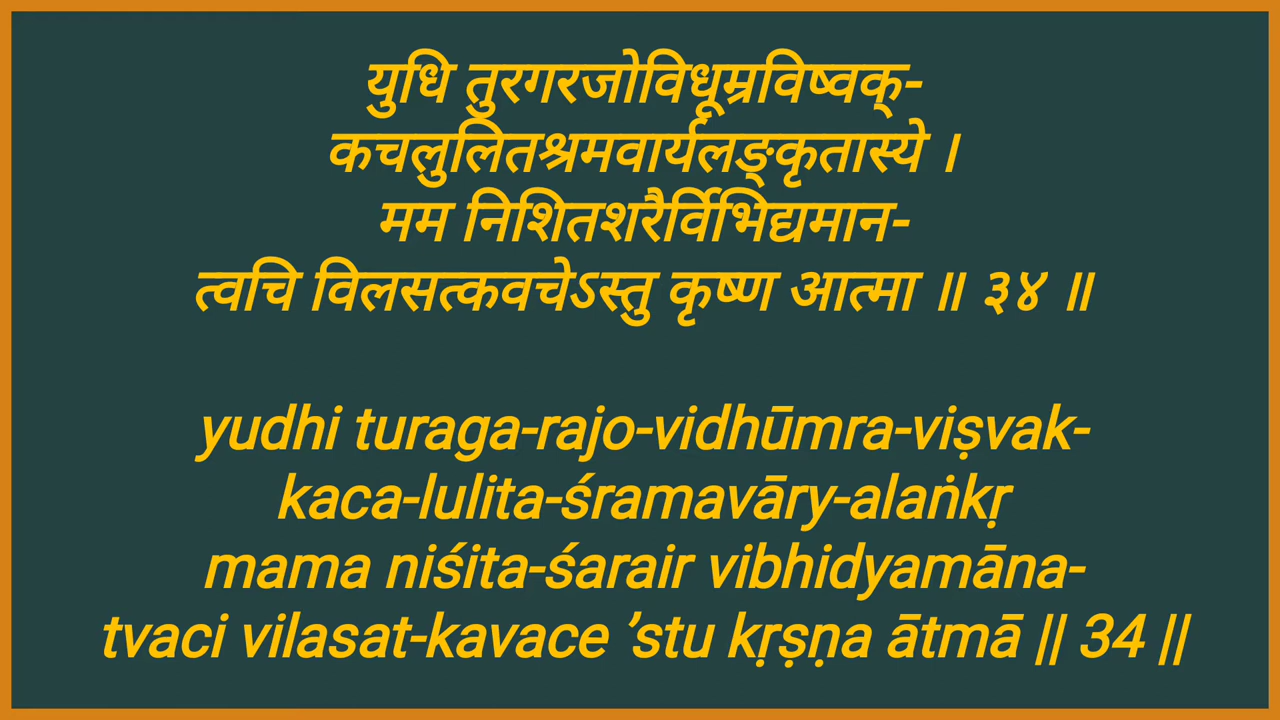 युधि तुरगरजोविधूम्रविष्वक्-
कचलुलितश्रमवार्यलङ्कृतास्ये ।
मम निशितशरैर्विभिद्यमान-
त्वचि विलसत्कवचेऽस्तु कृष्ण आत्मा ॥ ३४ ॥
yudhi turaga-rajo-vidhūmra-viṣvak-
kaca-lulita-śramavāry-alaṅkṛ
mama niśita-śarair vibhidyamāna-
tvaci vilasat-kavace ’stu kṛṣṇa ātmā || 34 ||